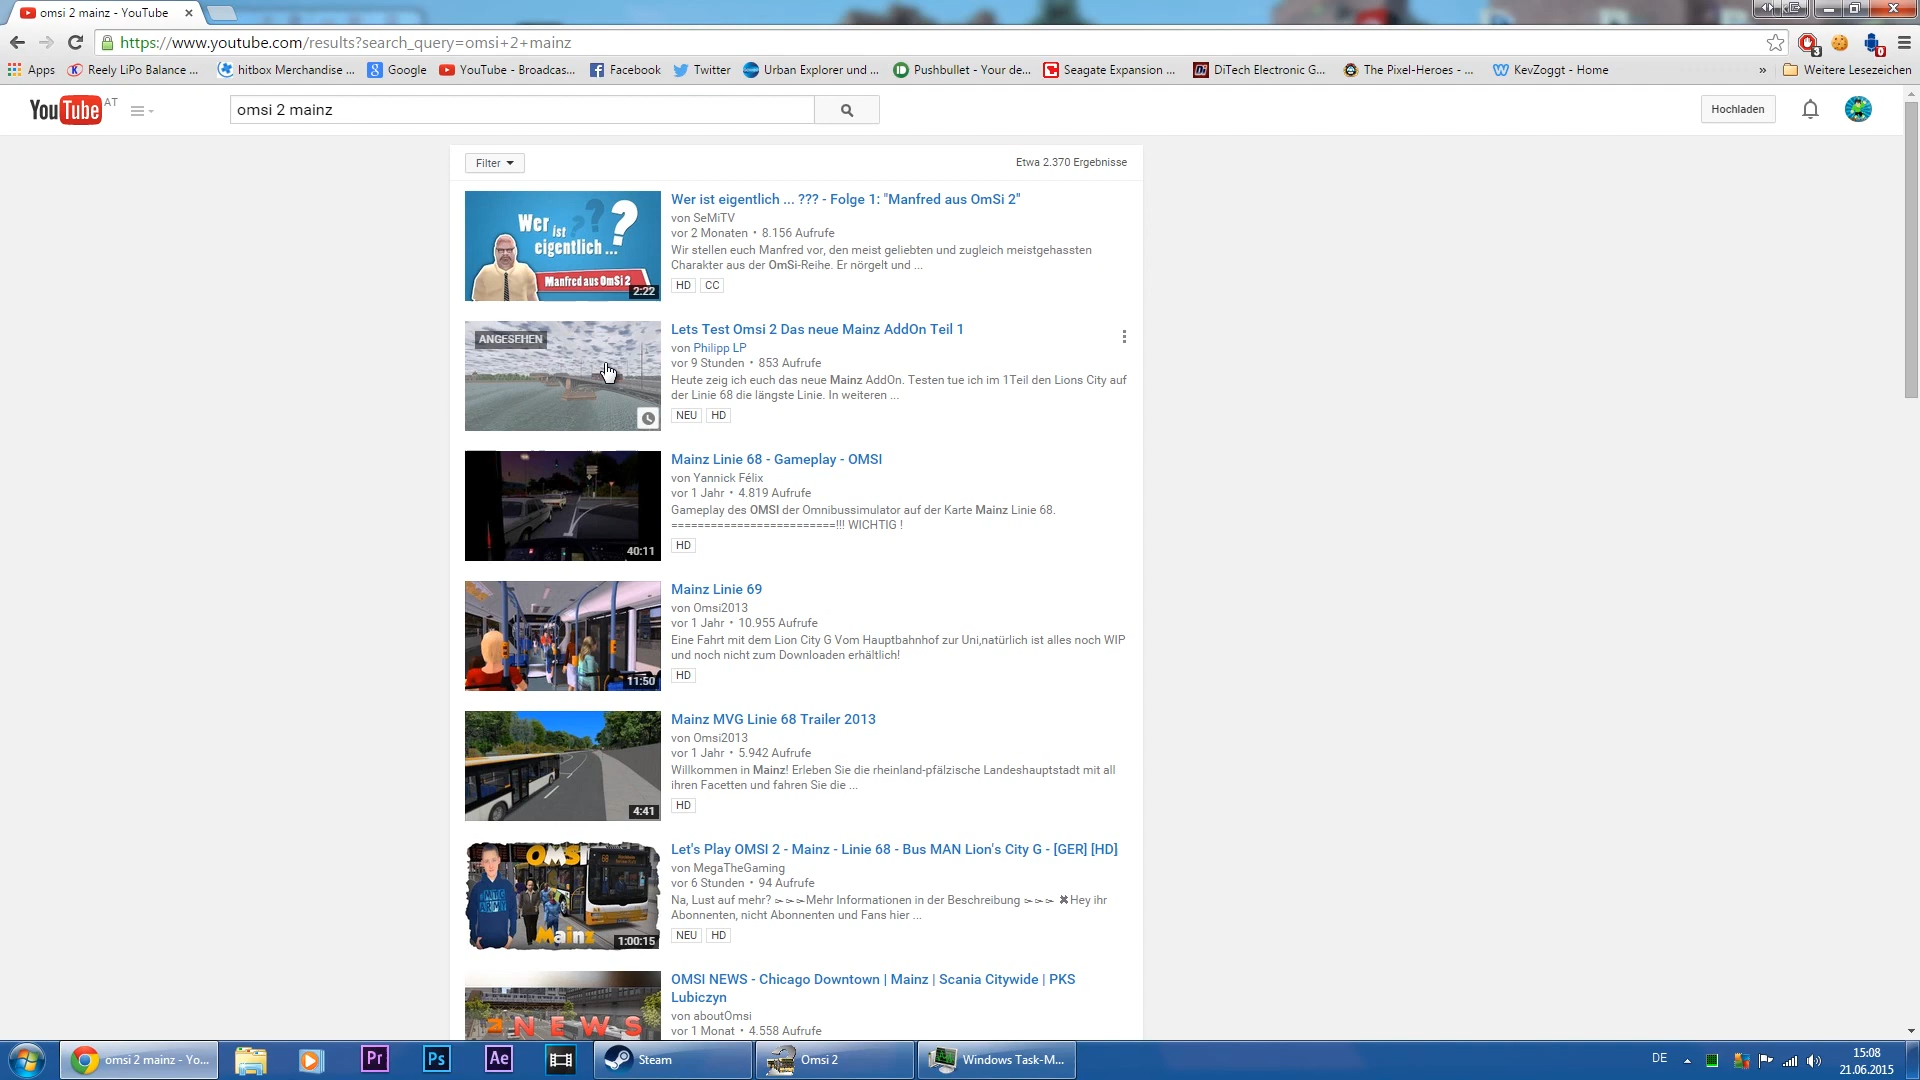 omsi 2 mainz - YouTube
https://www.youtube.com/results?search_query=omsi+2+mainz
3
0
Apps
Reely LiPo Balance ...
hitbox Merchandise ...
Google
YouTube - Broadcas...
Facebook
Twitter
Urban Explorer und ...
Pushbullet - Your de...
Seagate Expansion ...
DiTech Electronic G...
The Pixel-Heroes - ...
KevZoggt - Home
»
Weitere Lesezeichen
YouTube AT
omsi 2 mainz
Hochladen
Filter
Etwa 2.370 Ergebnisse
Wer ist eigentlich ...
?
Manfred aus OmSi 2
2:22
Wer ist eigentlich ... ??? - Folge 1: "Manfred aus OmSi 2"
von SeMiTV
vor 2 Monaten • 8.156 Aufrufe
Wir stellen euch Manfred vor, den meist geliebten und zugleich meistgehassten
Charakter aus der OmSi-Reihe. Er nörgelt und ...
HD CC
ANGESEHEN
Lets Test Omsi 2 Das neue Mainz AddOn Teil 1
von Philipp LP
vor 9 Stunden • 853 Aufrufe
Heute zeig ich euch das neue Mainz AddOn. Testen tue ich im 1Teil den Lions City auf
der Linie 68 die längste Linie. In weiteren ...
NEU HD
40:11
Mainz Linie 68 - Gameplay - OMSI
von Yannick Félix
vor 1 Jahr • 4.819 Aufrufe
Gameplay des OMSI der Omnibussimulator auf der Karte Mainz Linie 68.
=========================!!! WICHTIG !
HD
11:50
Mainz Linie 69
von Omsi2013
vor 1 Jahr • 10.955 Aufrufe
Eine Fahrt mit dem Lion City G Vom Hauptbahnhof zur Uni,natürlich ist alles noch WIP
und noch nicht zum Downloaden erhältlich!
HD
4:41
Mainz MVG Linie 68 Trailer 2013
von Omsi2013
vor 1 Jahr • 5.942 Aufrufe
Willkommen in Mainz! Erleben Sie die rheinland-pfälzische Landeshauptstadt mit all
ihren Facetten und fahren Sie die ...
HD
OMSI
68
Mainz
1:00:15
Let's Play OMSI 2 - Mainz - Linie 68 - Bus MAN Lion's City G - [GER] [HD]
von MegaTheGaming
vor 6 Stunden • 94 Aufrufe
Na, Lust auf mehr? ➣➣➣Mehr Informationen in der Beschreibung ➣➣➣ ✖Hey ihr
Abonnenten, nicht Abonnenten und Fans hier ...
NEU HD
NEWS
OMSI NEWS - Chicago Downtown | Mainz | Scania Citywide | PKS
Lubiczyn
von aboutOmsi
vor 1 Monat • 4.558 Aufrufe
omsi 2 mainz - Yo...
Pr
Ps
Ae
Steam
Omsi 2
Windows Task-M...
DE
15:08
21.06.2015